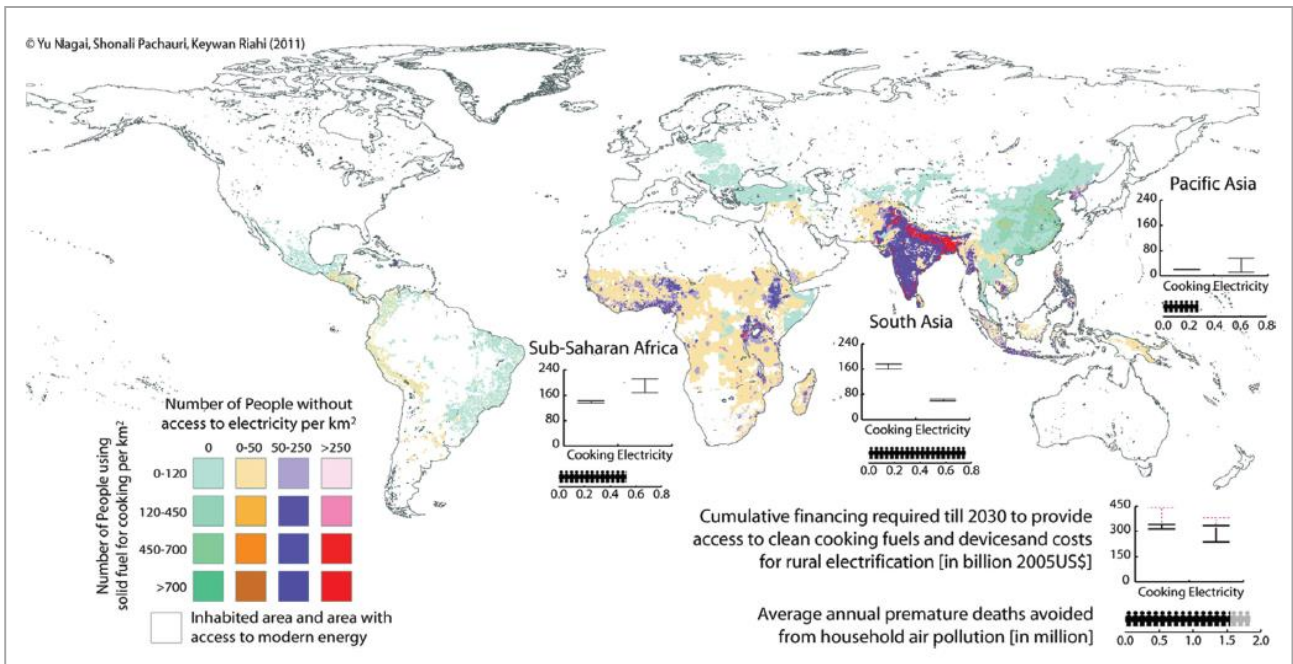 © Yu Nagai, Shonali Pachauri, Keywan Riahi (2011)
Pacific Asia
240
160
80
0
Cooking Electricity
0.0 0.2 0.4 0.6 0.8
South Asia
240
160
80
0
Cooking Electricity
0.0 0.2 0.4 0.6 0.8
Sub-Saharan Africa
240
160
80
0
Cooking Electricity
0.0 0.2 0.4 0.6 0.8
Number of People without
access to electricity per km²
0 0-50 50-250 >250
Number of People using
solid fuel for cooking per km²
0-120
120-450
450-700
>700
Inhabited area and area with
access to modern energy
Cumulative financing required till 2030 to provide
access to clean cooking fuels and devicesand costs
for rural electrification [in billion 2005US$]
450
300
150
0
Cooking Electricity
Average annual premature deaths avoided
from household air pollution [in million]
0.0 0.5 1.0 1.5 2.0